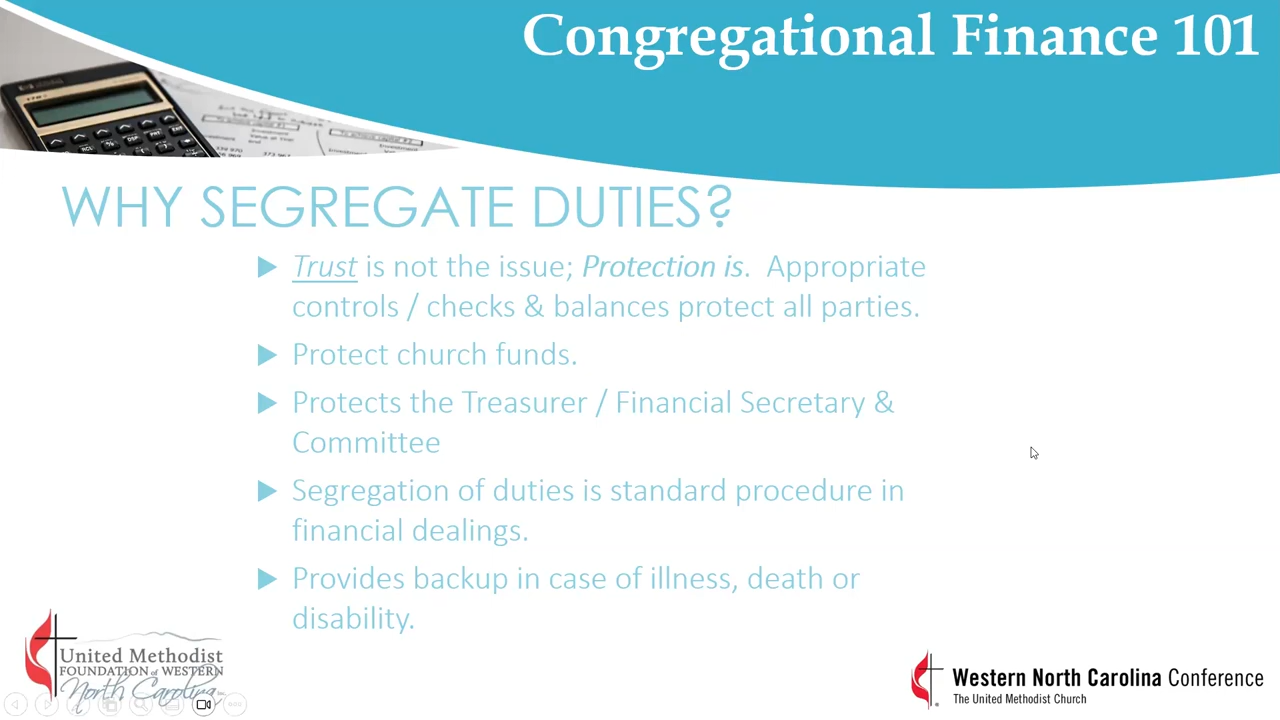 Congregational Finance 101
WHY SEGREGATE DUTIES?
Trust is not the issue; Protection is. Appropriate
controls / checks & balances protect all parties.
Protect church funds.
Protects the Treasurer / Financial Secretary &
Committee
Segregation of duties is standard procedure in
financial dealings.
Provides backup in case of illness, death or
disability.
United Methodist
FOUNDATION of WESTERN
North Carolina
Western North Carolina Conference
The United Methodist Church